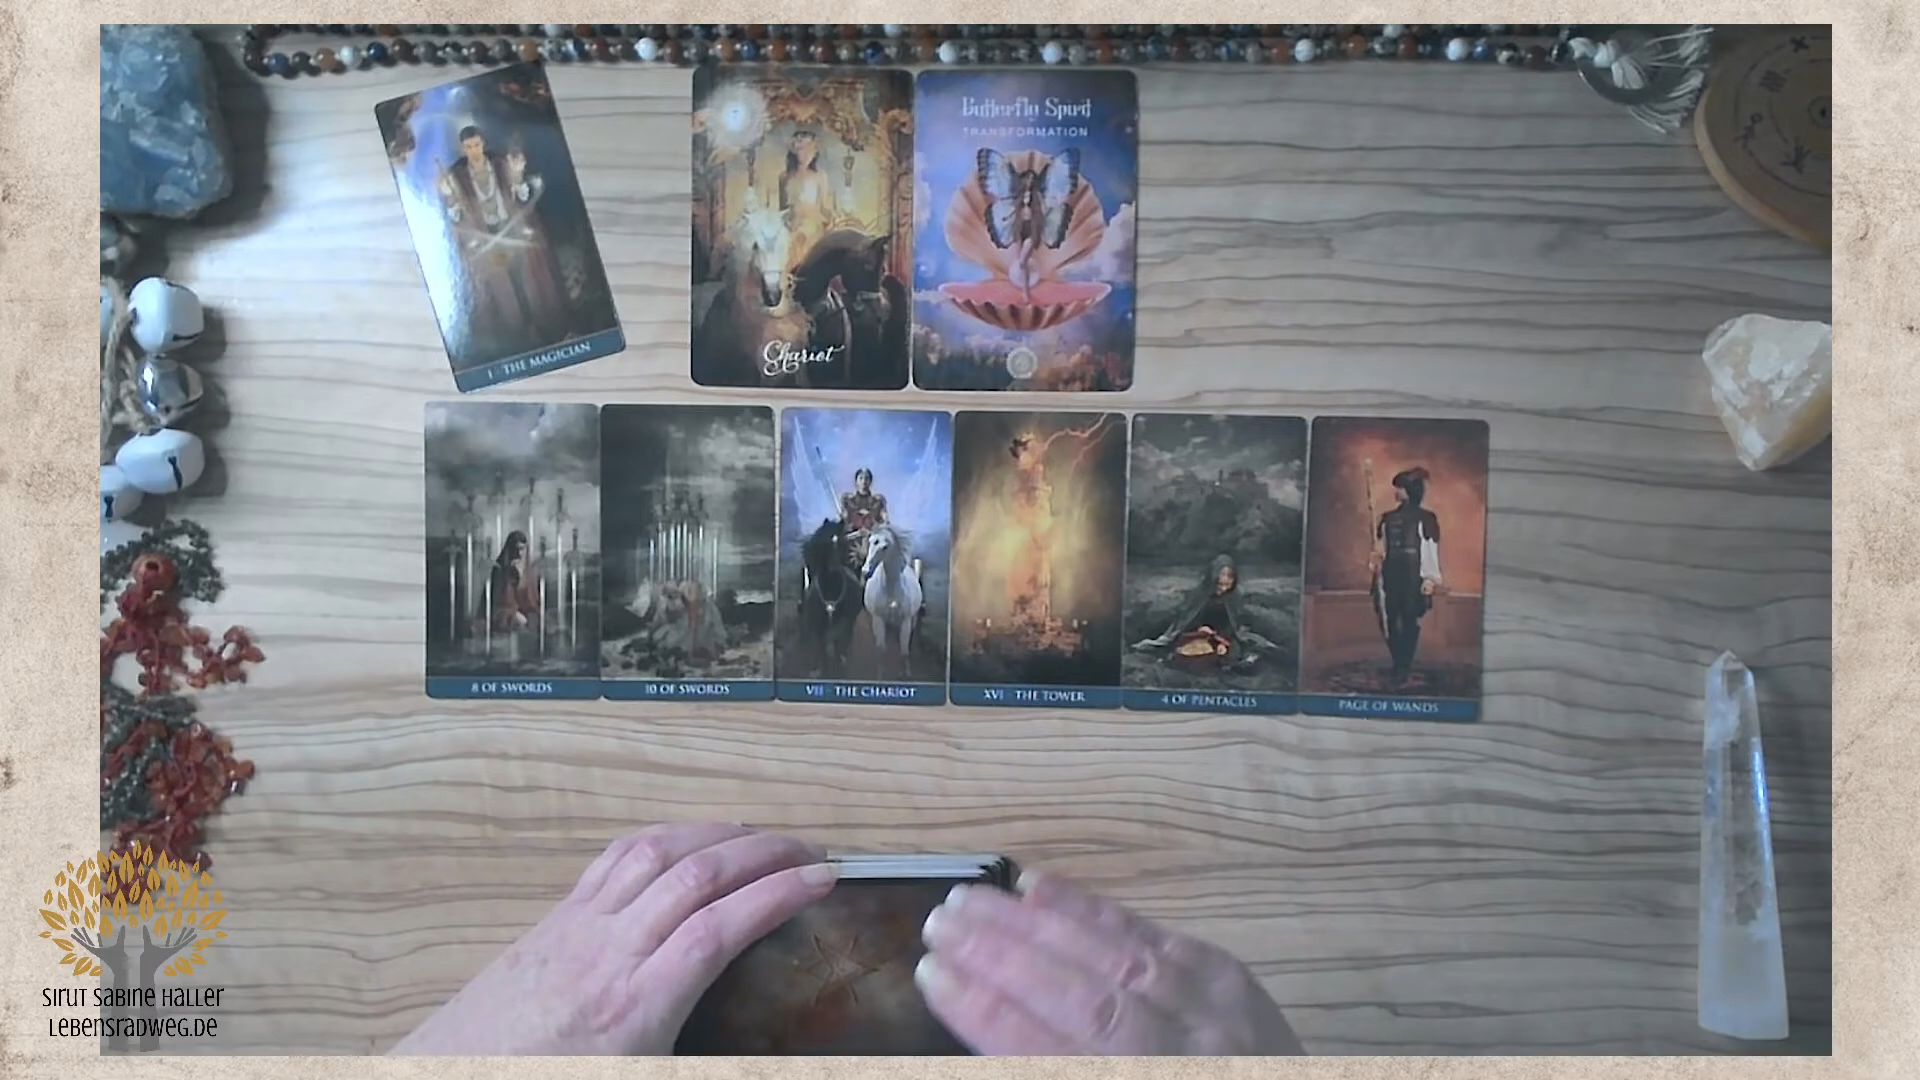 Butterfly Spirit
TRANSFORMATION
I THE MAGICIAN
Chariot
8 OF SWORDS
10 OF SWORDS
VII THE CHARIOT
XVI THE TOWER
4 OF PENTACLES
PAGE OF WANDS
SIRUT SABINE HALLER
LEBENSRADWEG.DE